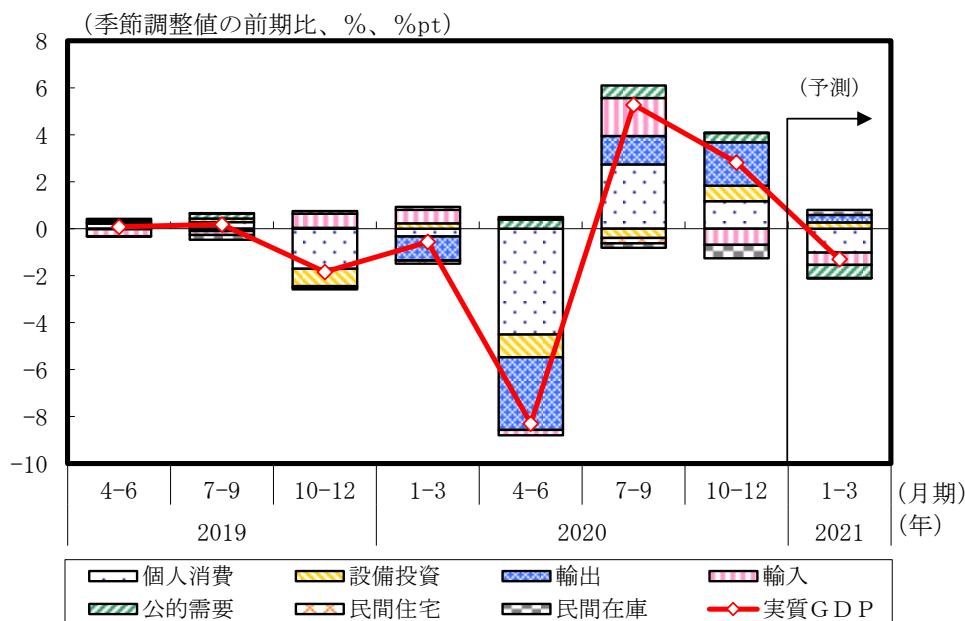 (季節調整値の前期比、%、%pt)
8
6
4
2
0
-2
-4
-6
-8
-10
(予測)
4-6 7-9 10-12 1-3 4-6 7-9 10-12 1-3 (月期)
2019 2020 2021 (年)
個人消費 設備投資 輸出 輸入
公的需要 民間住宅 民間在庫 実質GDP